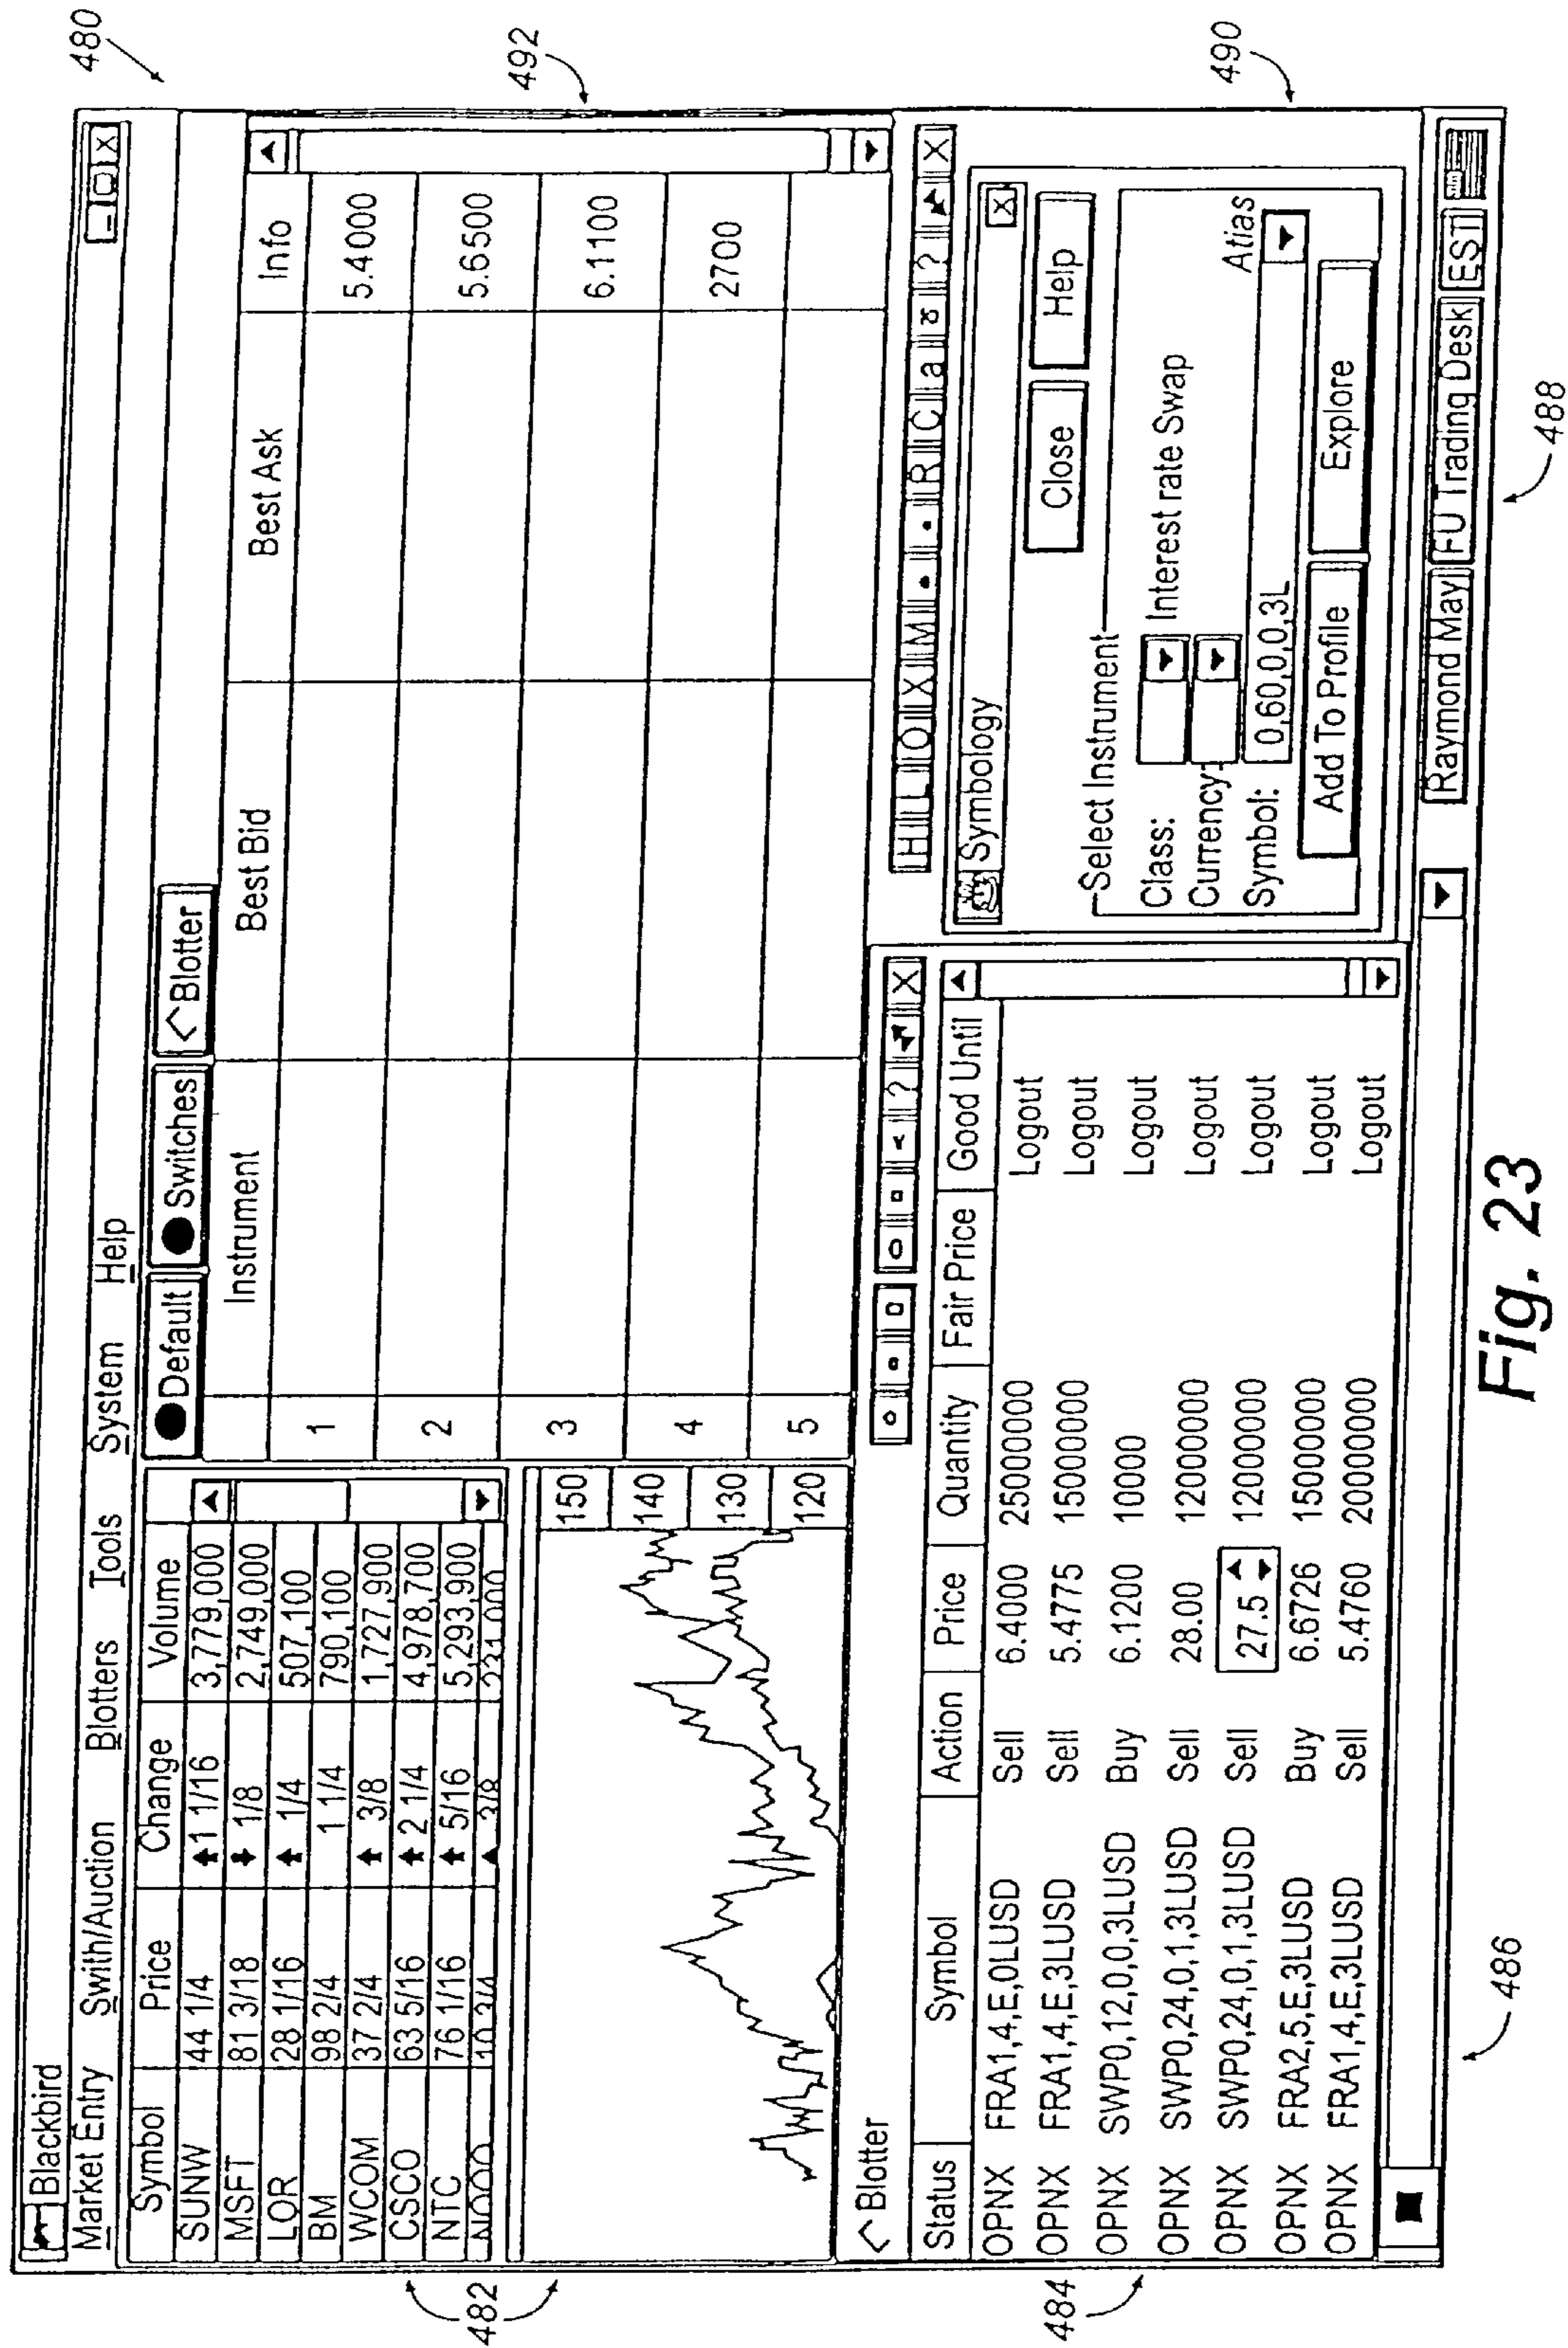 480
Blackbird
Market Entry Swith/Auction Blotters Tools System Help
Symbol Price Change Volume
SUNW 44 1/4 1 1/16 3,779,000
MSFT 81 3/18 1/8 2,749,000
LOR 28 1/16 1/4 507,100
BM 98 2/4 1 1/4 790,100
WCOM 37 2/4 3/8 1,727,900
CSCO 63 5/16 2 1/4 4,978,700
NTC 76 1/16 5/16 5,293,900
10 3/4 3/8 231,000
150
140
130
120
482
Default Switches Blotter
Instrument Best Bid Best Ask Info
1 5.4000
2 5.6500
3 6.1100
4 2700
5
492
Blotter
Status Symbol Action Price Quantity Fair Price Good Until
OPNX FRA1,4,E,0LUSD Sell 6.4000 25000000 Logout
OPNX FRA1,4,E,3LUSD Sell 5.4775 15000000 Logout
OPNX SWP0,12,0,0,3LUSD Buy 6.1200 10000 Logout
OPNX SWP0,24,0,1,3LUSD Sell 28.00 12000000 Logout
OPNX SWP0,24,0,1,3LUSD Sell 27.5 12000000 Logout
OPNX FRA2,5,E,3LUSD Buy 6.6726 15000000 Logout
OPNX FRA1,4,E,3LUSD Sell 5.4760 20000000 Logout
484
H L O X M R C a ? X
Symbology X
Close Help
Select Instrument
Class: Interest rate Swap
Currency
Symbol: 0,60,0,0,3L Atias
Add To Profile Explore
490
Raymond May FU Trading Desk EST
486
488
Fig. 23